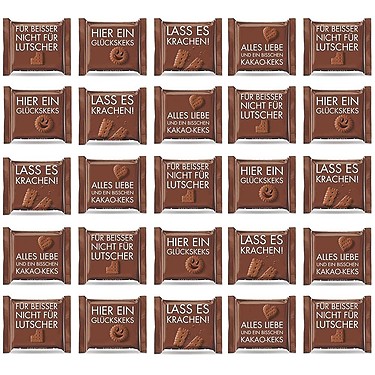 FÜR BEISSER
NICHT FÜR
LUTSCHER
HIER EIN
GLÜCKSKEKS
LASS ES
KRACHEN!
ALLES LIEBE
UND EIN BISSCHEN
KAKAO-KEKS
FÜR BEISSER
NICHT FÜR
LUTSCHER
HIER EIN
GLÜCKSKEKS
LASS ES
KRACHEN!
ALLES LIEBE
UND EIN BISSCHEN
KAKAO-KEKS
FÜR BEISSER
NICHT FÜR
LUTSCHER
HIER EIN
GLÜCKSKEKS
LASS ES
KRACHEN!
ALLES LIEBE
UND EIN BISSCHEN
KAKAO-KEKS
FÜR BEISSER
NICHT FÜR
LUTSCHER
HIER EIN
GLÜCKSKEKS
LASS ES
KRACHEN!
ALLES LIEBE
UND EIN BISSCHEN
KAKAO-KEKS
FÜR BEISSER
NICHT FÜR
LUTSCHER
HIER EIN
GLÜCKSKEKS
LASS ES
KRACHEN!
ALLES LIEBE
UND EIN BISSCHEN
KAKAO-KEKS
FÜR BEISSER
NICHT FÜR
LUTSCHER
HIER EIN
GLÜCKSKEKS
LASS ES
KRACHEN!
ALLES LIEBE
UND EIN BISSCHEN
KAKAO-KEKS
FÜR BEISSER
NICHT FÜR
LUTSCHER